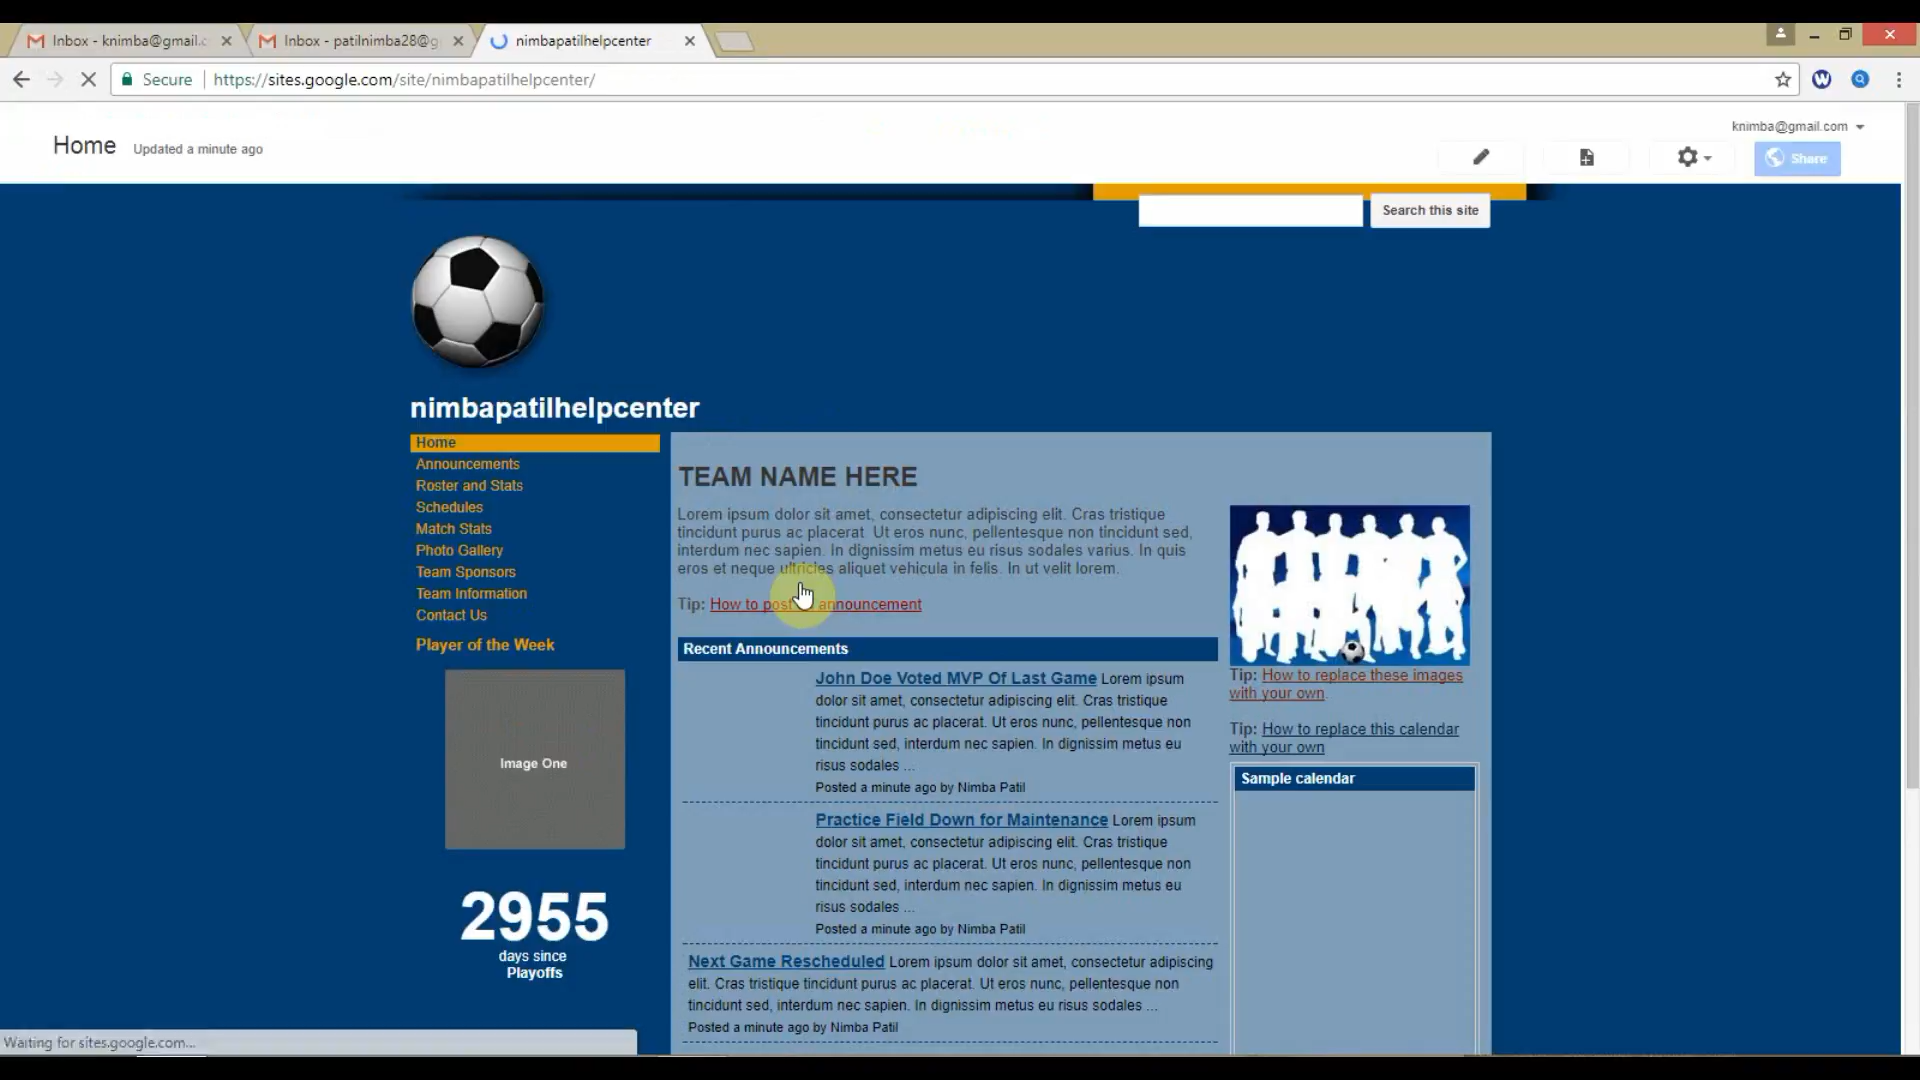 Inbox - knimba@gmail.c
Inbox - patilnimba28@g
nimbapatilhelpcenter
Secure
https://sites.google.com/site/nimbapatilhelpcenter/
knimba@gmail.com
Home
Updated a minute ago
Share
Search this site
nimbapatilhelpcenter
Home
Announcements
Roster and Stats
Schedules
Match Stats
Photo Gallery
Team Sponsors
Team Information
Contact Us
Player of the Week
Image One
2955
days since
Playoffs
TEAM NAME HERE
Lorem ipsum dolor sit amet, consectetur adipiscing elit. Cras tristique
tincidunt purus ac placerat. Ut eros nunc, pellentesque non tincidunt sed,
interdum nec sapien. In dignissim metus eu risus sodales varius. In quis
eros et neque ultricies aliquet vehicula in felis. In ut velit lorem.
Tip: How to post announcement
Recent Announcements
John Doe Voted MVP Of Last Game Lorem ipsum
dolor sit amet, consectetur adipiscing elit. Cras tristique
tincidunt purus ac placerat. Ut eros nunc, pellentesque non
tincidunt sed, interdum nec sapien. In dignissim metus eu
risus sodales ...
Posted a minute ago by Nimba Patil
Practice Field Down for Maintenance Lorem ipsum
dolor sit amet, consectetur adipiscing elit. Cras tristique
tincidunt purus ac placerat. Ut eros nunc, pellentesque non
tincidunt sed, interdum nec sapien. In dignissim metus eu
risus sodales ...
Posted a minute ago by Nimba Patil
Next Game Rescheduled Lorem ipsum dolor sit amet, consectetur adipiscing
elit. Cras tristique tincidunt purus ac placerat. Ut eros nunc, pellentesque non
tincidunt sed, interdum nec sapien. In dignissim metus eu risus sodales ...
Posted a minute ago by Nimba Patil
Tip: How to replace these images
with your own.
Tip: How to replace this calendar
with your own
Sample calendar
Waiting for sites.google.com...